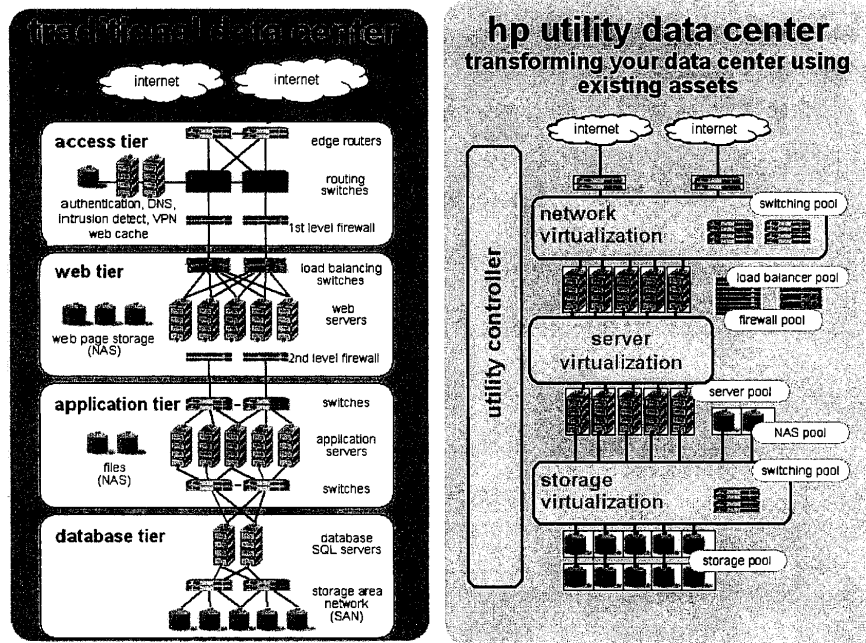 traditional data center
internet
internet
access tier
edge routers
routing
switches
authentication, DNS,
intrusion detect, VPN
web cache
1st level firewall
web tier
load balancing
switches
web
servers
web page storage
(NAS)
2nd level firewall
application tier
switches
application
servers
files
(NAS)
switches
database tier
database
SQL servers
storage area
network
(SAN)
hp utility data center
transforming your data center using
existing assets
internet
internet
utility controller
switching pool
network
virtualization
load balancer pool
firewall pool
server
virtualization
server pool
NAS pool
switching pool
storage
virtualization
storage pool